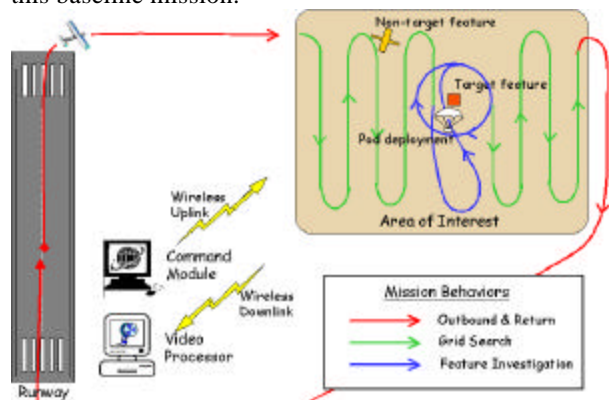 this baseline mission.
Non-target feature
Target feature
Pod deployment
Area of Interest
Wireless
Uplink
Command
Module
Wireless
Downlink
Video
Processor
Runway
Mission Behaviors
Outbound & Return
Grid Search
Feature Investigation